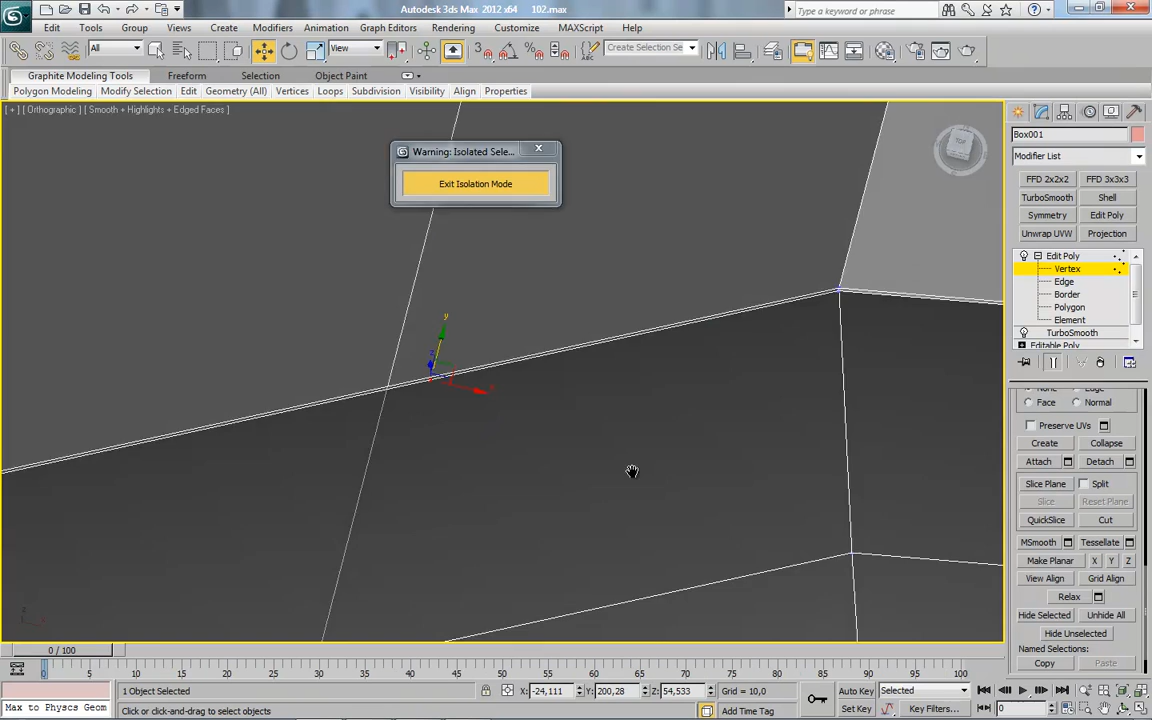 Autodesk 3ds Max 2012 x64    102.max
Type a keyword or phrase
Edit Tools Group Views Create Modifiers Animation Graph Editors Rendering Customize MAXScript Help
All View Create Selection Se
Graphite Modeling Tools Freeform Selection Object Paint
Polygon Modeling Modify Selection Edit Geometry (All) Vertices Loops Subdivision Visibility Align Properties
[ + ] [ Orthographic ] [ Smooth + Highlights + Edged Faces ]
Warning: Isolated Sele...
Exit Isolation Mode
TOP
y
z
x
Box001
Modifier List
FFD 2x2x2 FFD 3x3x3
TurboSmooth Shell
Symmetry Edit Poly
Unwrap UVW Projection
Edit Poly
Vertex
Edge
Border
Polygon
Element
TurboSmooth
Editable Poly
None Edge
Face Normal
Preserve UVs
Create Collapse
Attach Detach
Slice Plane Split
Slice Reset Plane
QuickSlice Cut
MSmooth Tessellate
Make Planar X Y Z
View Align Grid Align
Relax
Hide Selected Unhide All
Hide Unselected
Named Selections:
Copy Paste
0 / 100
0 5 10 15 20 25 30 35 40 45 50 55 60 65 70 75 80 85 90 95 100
1 Object Selected X: -24,111 Y: 200,28 Z: 54,533 Grid = 10,0 Auto Key Selected
Max to Physcs Geom Click or click-and-drag to select objects Add Time Tag Set Key Key Filters... 0